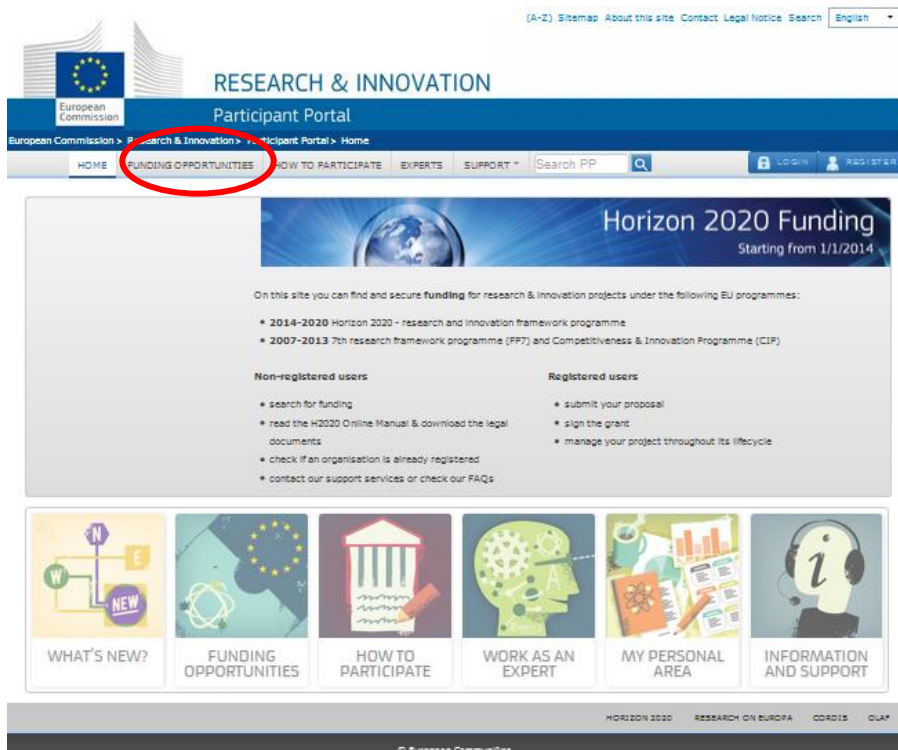 (A-Z) Sitemap About this site Contact Legal Notice Search English
RESEARCH & INNOVATION
European
Commission
Participant Portal
European Commission > Research & Innovation > Participant Portal > Home
HOME FUNDING OPPORTUNITIES HOW TO PARTICIPATE EXPERTS SUPPORT Search PP LOGIN REGISTER
Horizon 2020 Funding
Starting from 1/1/2014
On this site you can find and secure funding for research & innovation projects under the following EU programmes:
• 2014-2020 Horizon 2020 - research and innovation framework programme
• 2007-2013 7th research framework programme (FP7) and Competitiveness & Innovation Programme (CIP)
Non-registered users
• search for funding
• read the H2020 Online Manual & download the legal
documents
• check if an organisation is already registered
• contact our support services or check our FAQs
Registered users
• submit your proposal
• sign the grant
• manage your project throughout its lifecycle
N
E
W
NEW
i
WHAT'S NEW?
FUNDING
OPPORTUNITIES
HOW TO
PARTICIPATE
WORK AS AN
EXPERT
MY PERSONAL
AREA
INFORMATION
AND SUPPORT
HORIZON 2020 RESEARCH ON EUROPA CORDIS OLAF
© European Communities